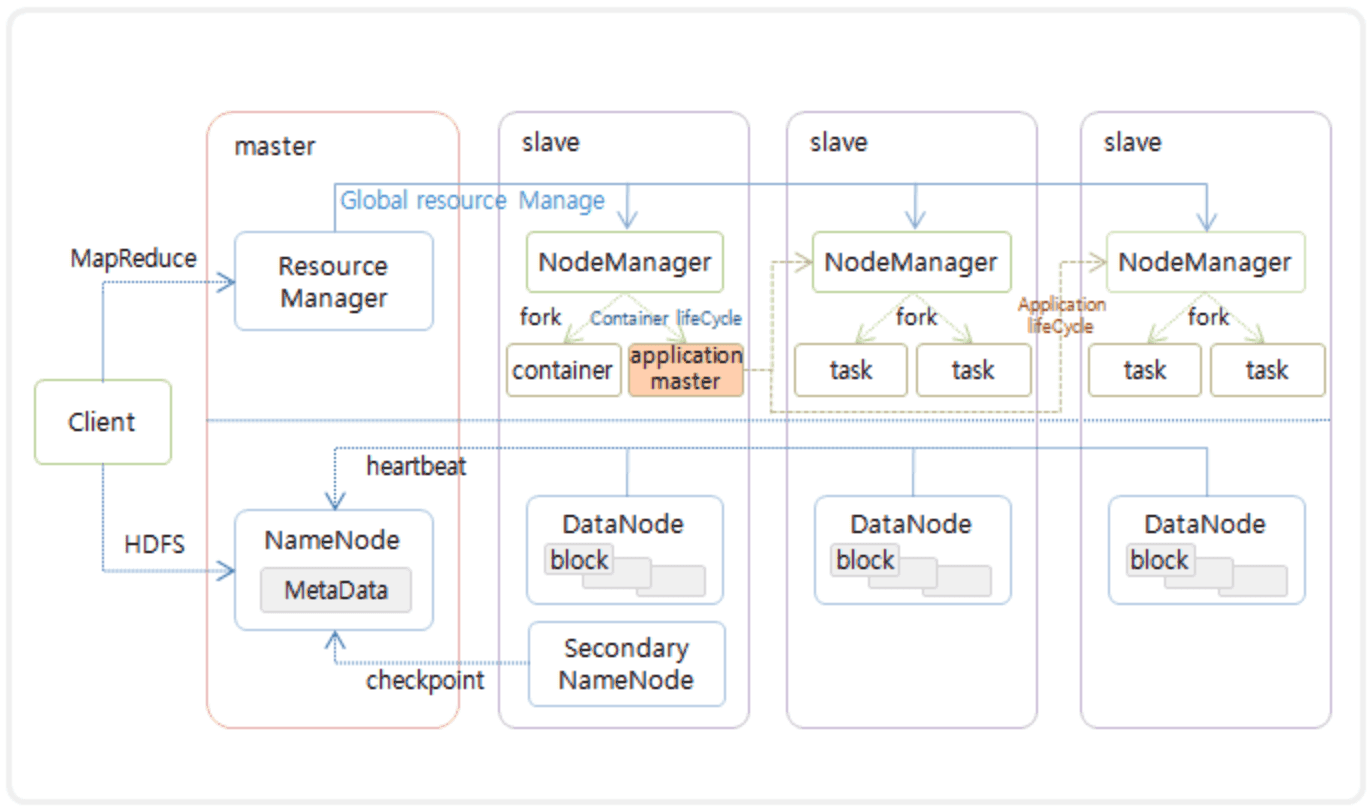 master
slave
slave
slave
Global resource Manage
MapReduce
Resource
Manager
NodeManager
NodeManager
NodeManager
fork
Container lifeCycle
fork
Application
lifeCycle
fork
container
application
master
task
task
task
task
Client
heartbeat
HDFS
NameNode
MetaData
DataNode
block
DataNode
block
DataNode
block
Secondary
NameNode
checkpoint